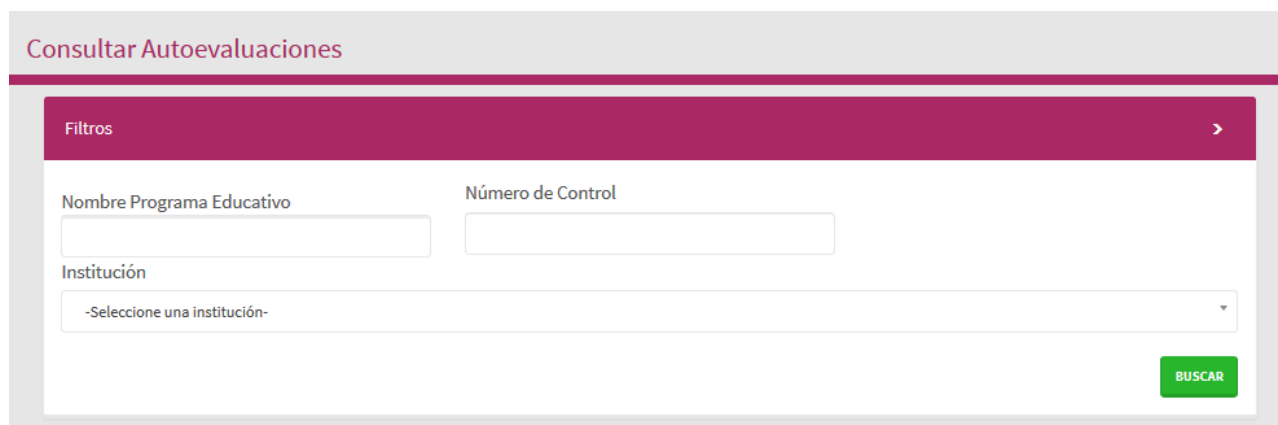 Consultar Autoevaluaciones
Filtros
Nombre Programa Educativo
Número de Control
Institución
-Seleccione una institución-
BUSCAR